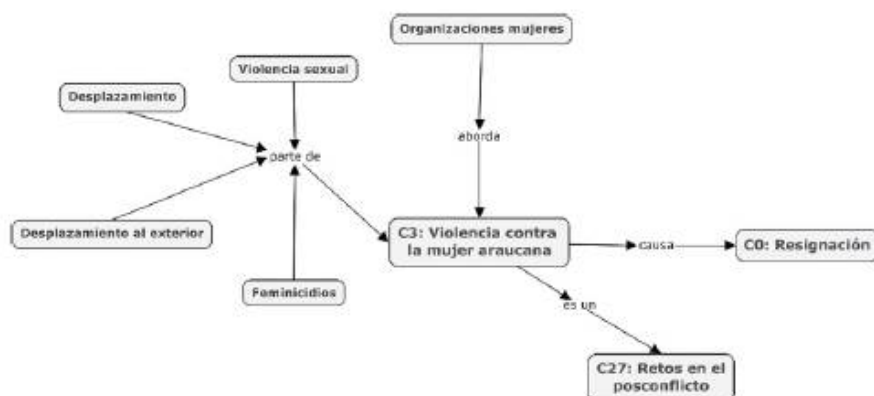 Organizaciones mujeres
Violencia sexual
Desplazamiento
aborda
parte de
Desplazamiento al exterior
C3: Violencia contra
la mujer araucana
causa
C0: Resignación
Feminicidios
es un
C27: Retos en el
posconflicto